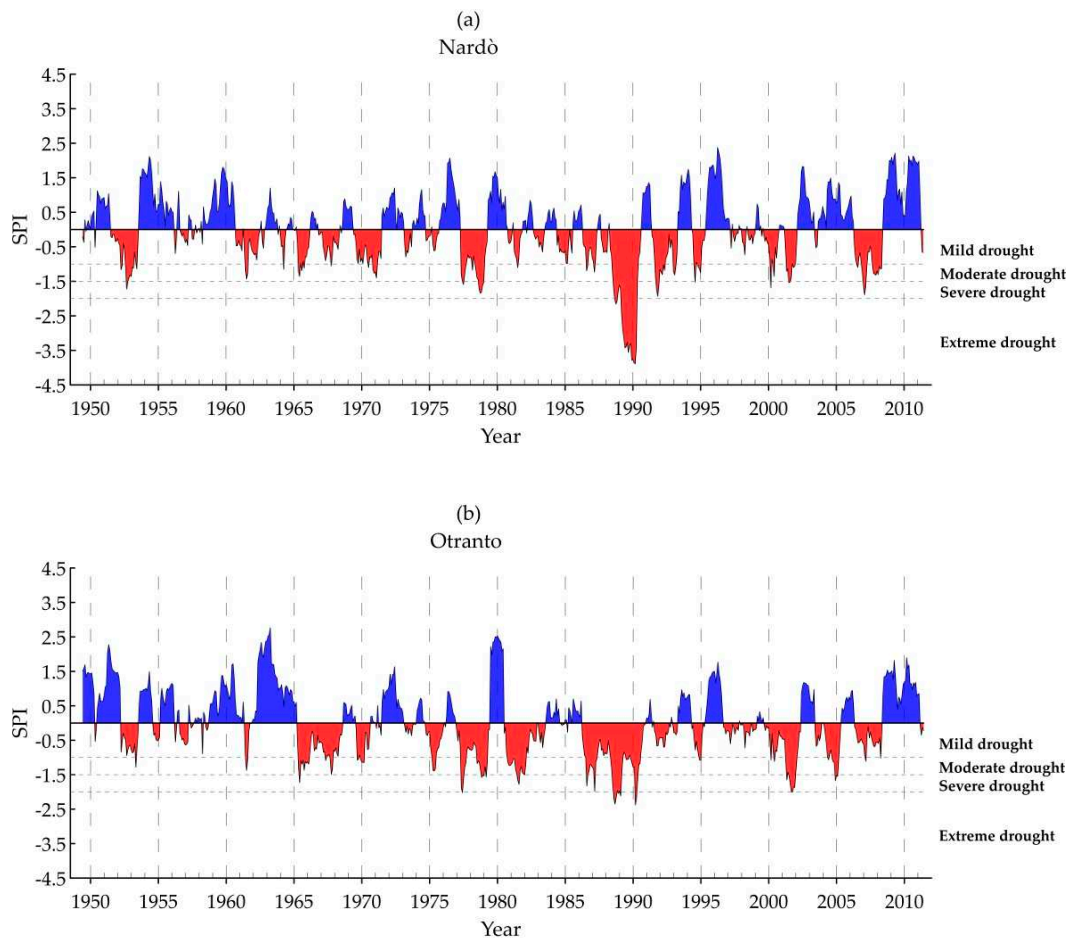 (a)
Nardò
4.5
3.5
2.5
1.5
0.5
-0.5
-1.5
-2.5
-3.5
-4.5
SPI
Mild drought
Moderate drought
Severe drought
Extreme drought
1950 1955 1960 1965 1970 1975 1980 1985 1990 1995 2000 2005 2010
Year
(b)
Otranto
4.5
3.5
2.5
1.5
0.5
-0.5
-1.5
-2.5
-3.5
-4.5
SPI
Mild drought
Moderate drought
Severe drought
Extreme drought
1950 1955 1960 1965 1970 1975 1980 1985 1990 1995 2000 2005 2010
Year